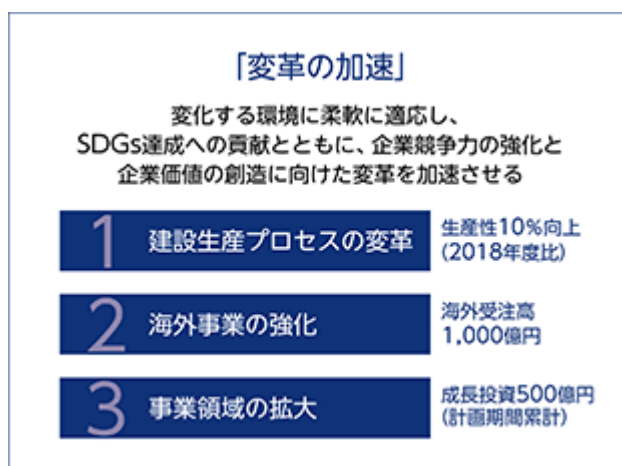 「変革の加速」
変化する環境に柔軟に適応し、
SDGs達成への貢献とともに、企業競争力の強化と
企業価値の創造に向けた変革を加速させる
1 建設生産プロセスの変革
生産性10%向上
(2018年度比)
2 海外事業の強化
海外受注高
1,000億円
3 事業領域の拡大
成長投資500億円
(計画期間累計)